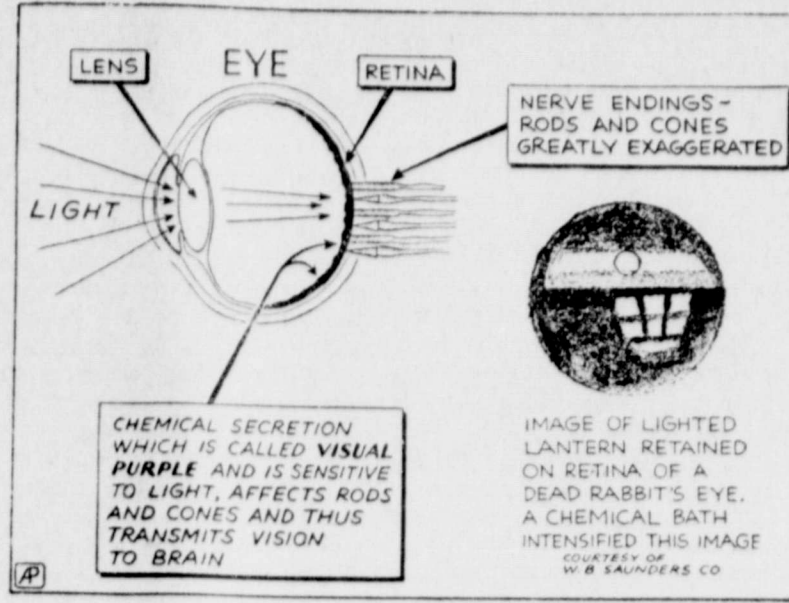 EYE
LENS
RETINA
NERVE ENDINGS-
RODS AND CONES
GREATLY EXAGGERATED
LIGHT
CHEMICAL SECRETION
WHICH IS CALLED VISUAL
PURPLE AND IS SENSITIVE
TO LIGHT, AFFECTS RODS
AND CONES AND THUS
TRANSMITS VISION
TO BRAIN
IMAGE OF LIGHTED
LANTERN RETAINED
ON RETINA OF A
DEAD RABBIT'S EYE.
A CHEMICAL BATH
INTENSIFIED THIS IMAGE
COURTESY OF
W.B. SAUNDERS CO
AP